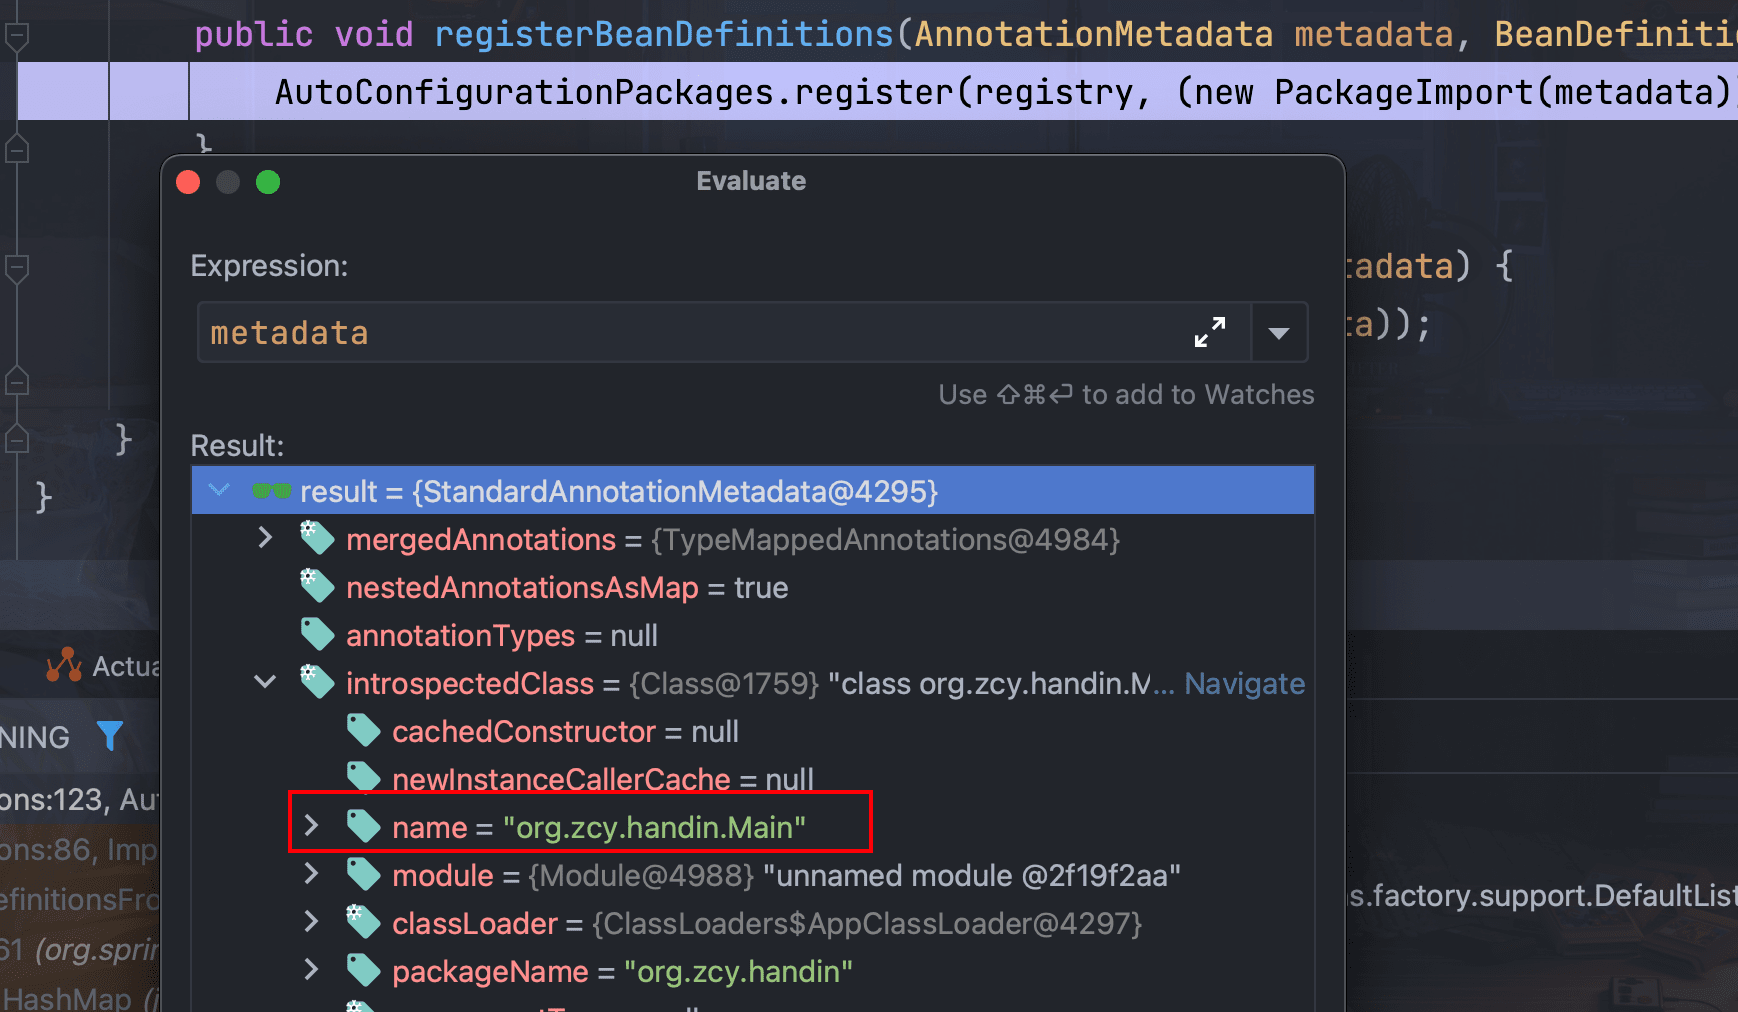 public void registerBeanDefinitions(AnnotationMetadata metadata, BeanDefiniti
AutoConfigurationPackages.register(registry, (new PackageImport(metadata)
}
Evaluate
Expression:
tadata) {
metadata
ta));
Use ⇧⌘⏎ to add to Watches
}
Result:
result = {StandardAnnotationMetadata@4295}
}
mergedAnnotations = {TypeMappedAnnotations@4984}
nestedAnnotationsAsMap = true
annotationTypes = null
Actua
introspectedClass = {Class@1759} "class org.zcy.handin.M... Navigate
cachedConstructor = null
NING
newInstanceCallerCache = null
ons:123, Au
name = "org.zcy.handin.Main"
ons:86, Imp
module = {Module@4988} "unnamed module @2f19f2aa"
efinitionsFro
s.factory.support.DefaultList
classLoader = {ClassLoaders$AppClassLoader@4297}
61 (org.sprin
packageName = "org.zcy.handin"
HashMap (j